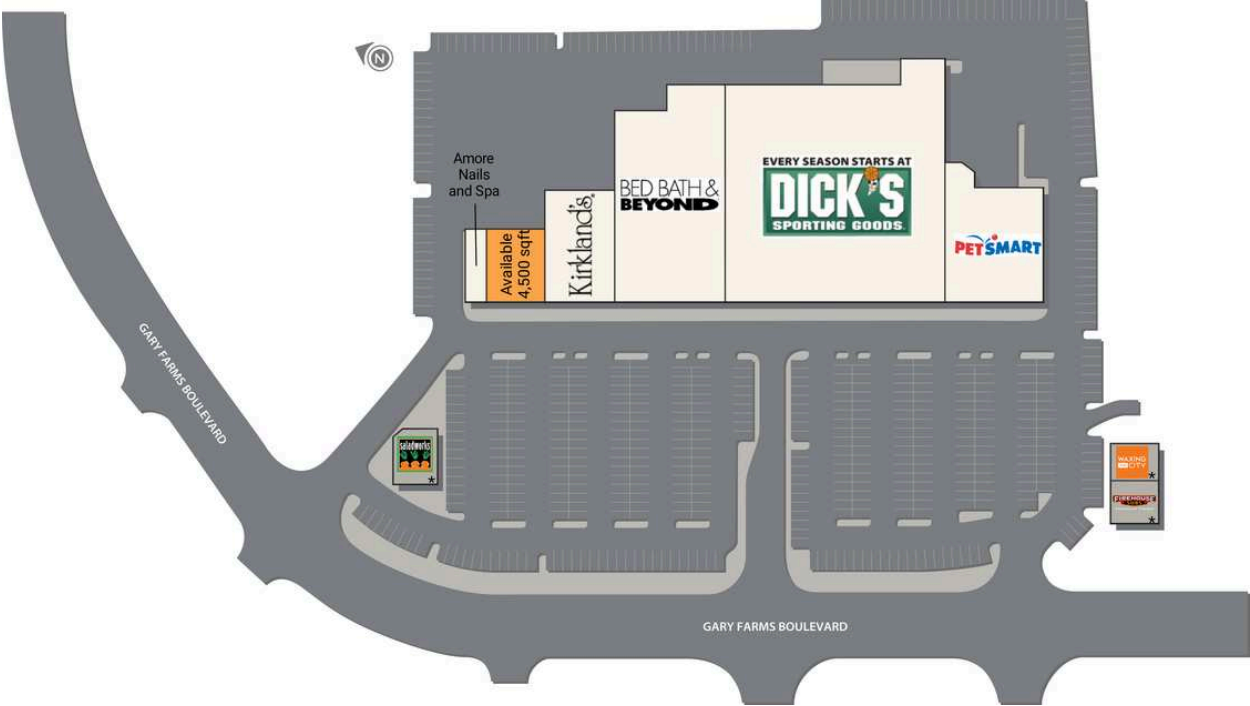 N
Amore
Nails
and Spa
Available
4,500 sqft
Kirkland's
BED BATH &
BEYOND
EVERY SEASON STARTS AT
DICK'S
SPORTING GOODS
PETSMART
GARY FARMS BOULEVARD
saladworks
*
WAXING
CITY
*
FIREHOUSE
SUBS
*
GARY FARMS BOULEVARD